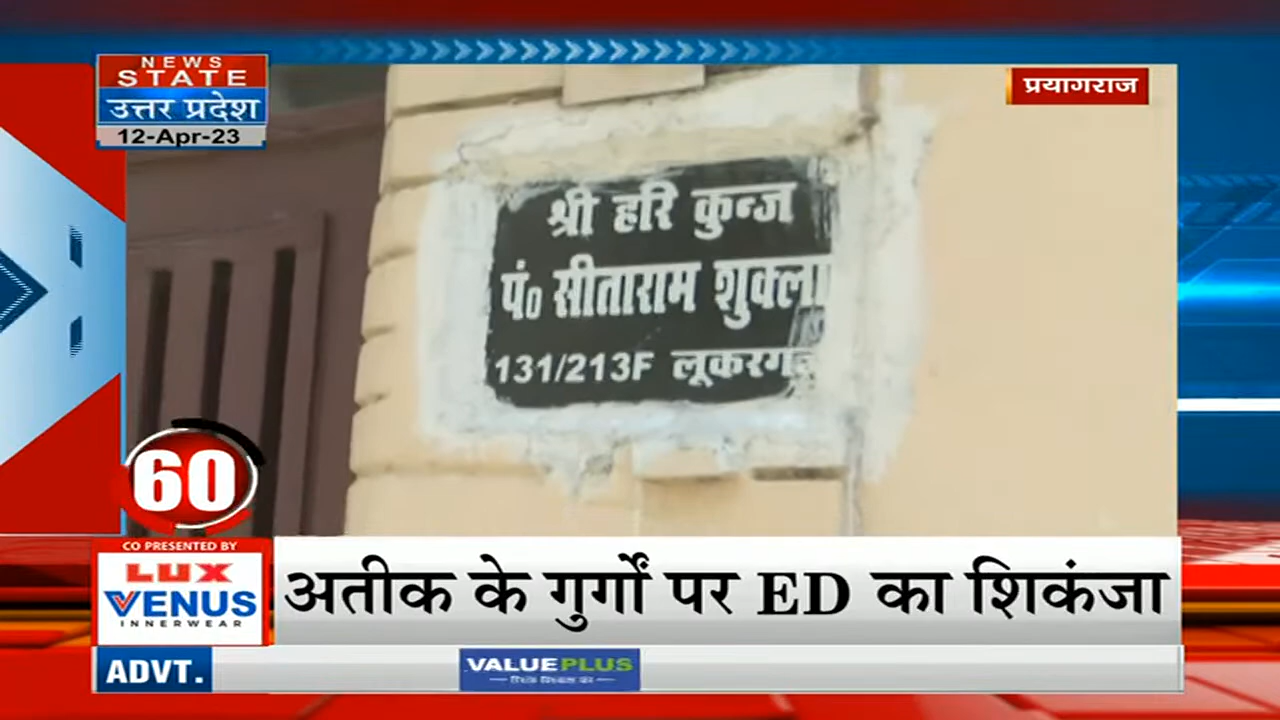 NEWS
STATE
उत्तर प्रदेश
12-Apr-23
प्रयागराज
श्री हरि कुन्ज
पं० सीताराम शुक्ला
131/213F
60
CO PRESENTED BY
LUX
VENUS
INNERWEAR
अतीक के गुर्गों पर ED का शिकंजा
ADVT.
VALUEPLUS